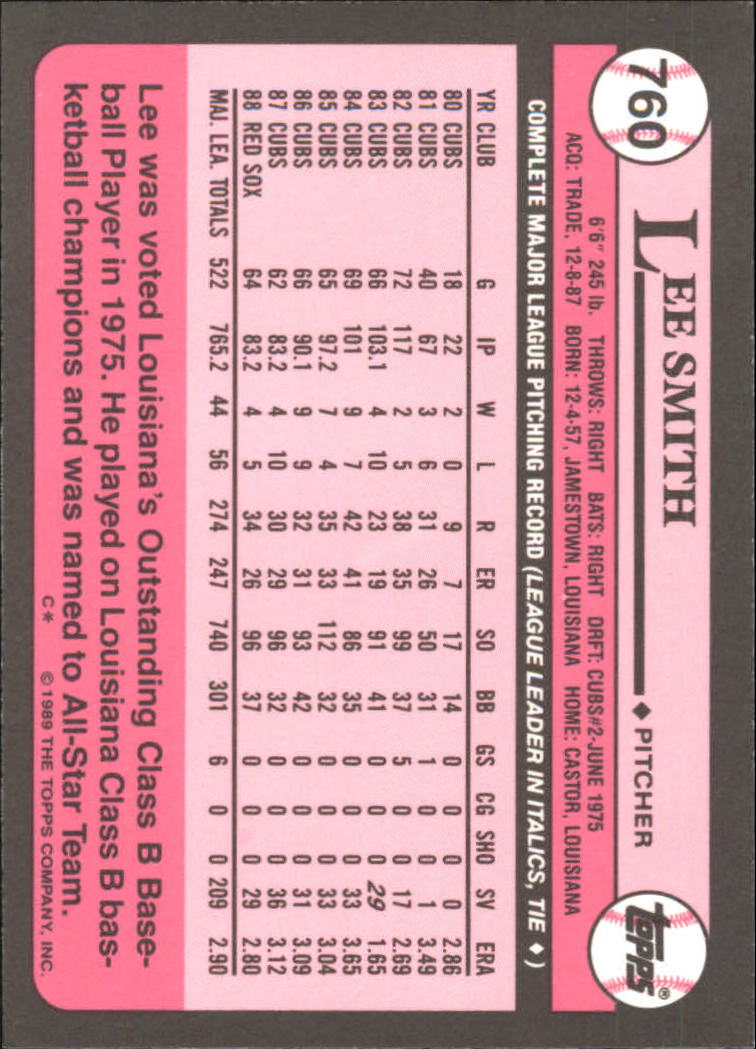 760
LEE SMITH
◆ PITCHER
topps®
6'6" 245 lb. THROWS: RIGHT BATS: RIGHT DRFT: CUBS#2-JUNE 1975
ACQ: TRADE, 12-8-87 BORN: 12-4-57, JAMESTOWN, LOUISIANA HOME: CASTOR, LOUISIANA
COMPLETE MAJOR LEAGUE PITCHING RECORD (LEAGUE LEADER IN ITALICS, TIE ◆)
YR CLUB G IP W L R ER SO BB GS CG SHO SV ERA
80 CUBS 18 22 2 0 9 7 17 14 0 0 0 0 2.86
81 CUBS 40 67 3 6 31 26 50 31 1 0 0 1 3.49
82 CUBS 72 117 2 5 38 35 99 37 5 0 0 17 2.69
83 CUBS 66 103.1 4 10 23 19 91 41 0 0 0 29 1.65
84 CUBS 69 101 9 7 42 41 86 35 0 0 0 33 3.65
85 CUBS 65 97.2 7 4 35 33 112 32 0 0 0 33 3.04
86 CUBS 66 90.1 9 9 32 31 93 42 0 0 0 31 3.09
87 CUBS 62 83.2 4 10 30 29 96 32 0 0 0 36 3.12
88 RED SOX 64 83.2 4 5 34 26 96 37 0 0 0 29 2.80
MAJ. LEA. TOTALS 522 765.2 44 56 274 247 740 301 6 0 0 209 2.90
Lee was voted Louisiana's Outstanding Class B Base-
ball Player in 1975. He played on Louisiana Class B bas-
ketball champions and was named to All-Star Team.
C* © 1989 THE TOPPS COMPANY, INC.